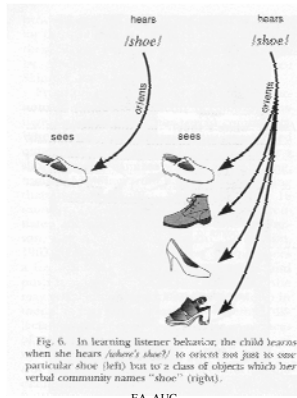 hears
hears
/shoe/
/shoe/
orients
orients
sees
sees
Fig. 6. In learning listener behavior, the child learns
when she hears /where's shoe?/ to orient not just to one
particular shoe (left) but to a class of objects which her
verbal community names "shoe" (right).
EA, AUG